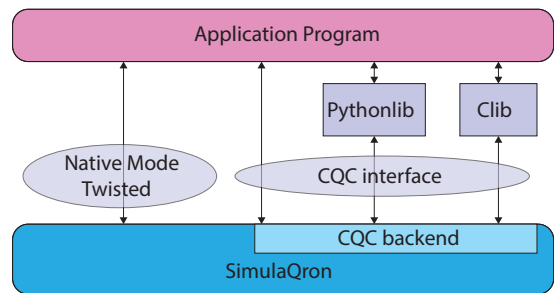 Application Program
Pythonlib
Clib
Native Mode
Twisted
CQC interface
CQC backend
SimulaQron